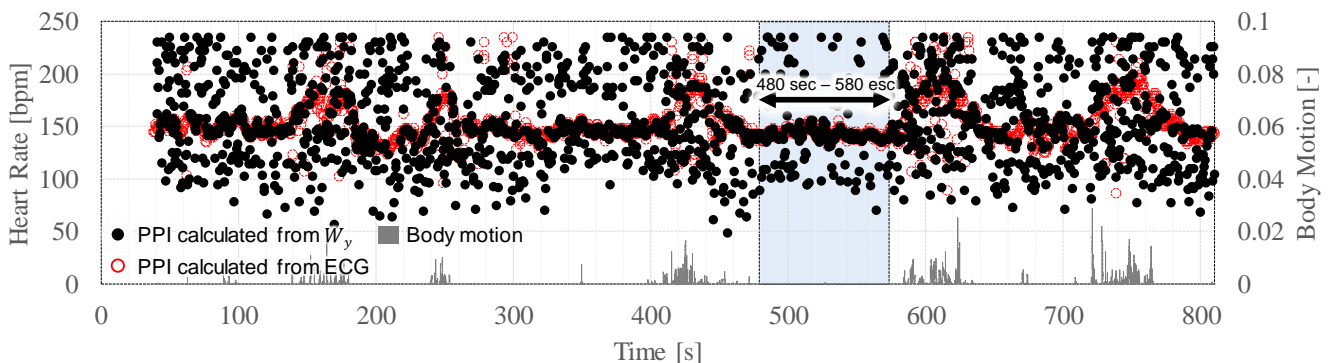 Heart Rate [bpm]
250
200
150
100
50
0
0.1
0.08
0.06
0.04
0.02
0
Body Motion [-]
480 sec – 580 esc
PPI calculated from Ẇy
Body motion
PPI calculated from ECG
0 100 200 300 400 500 600 700 800
Time [s]